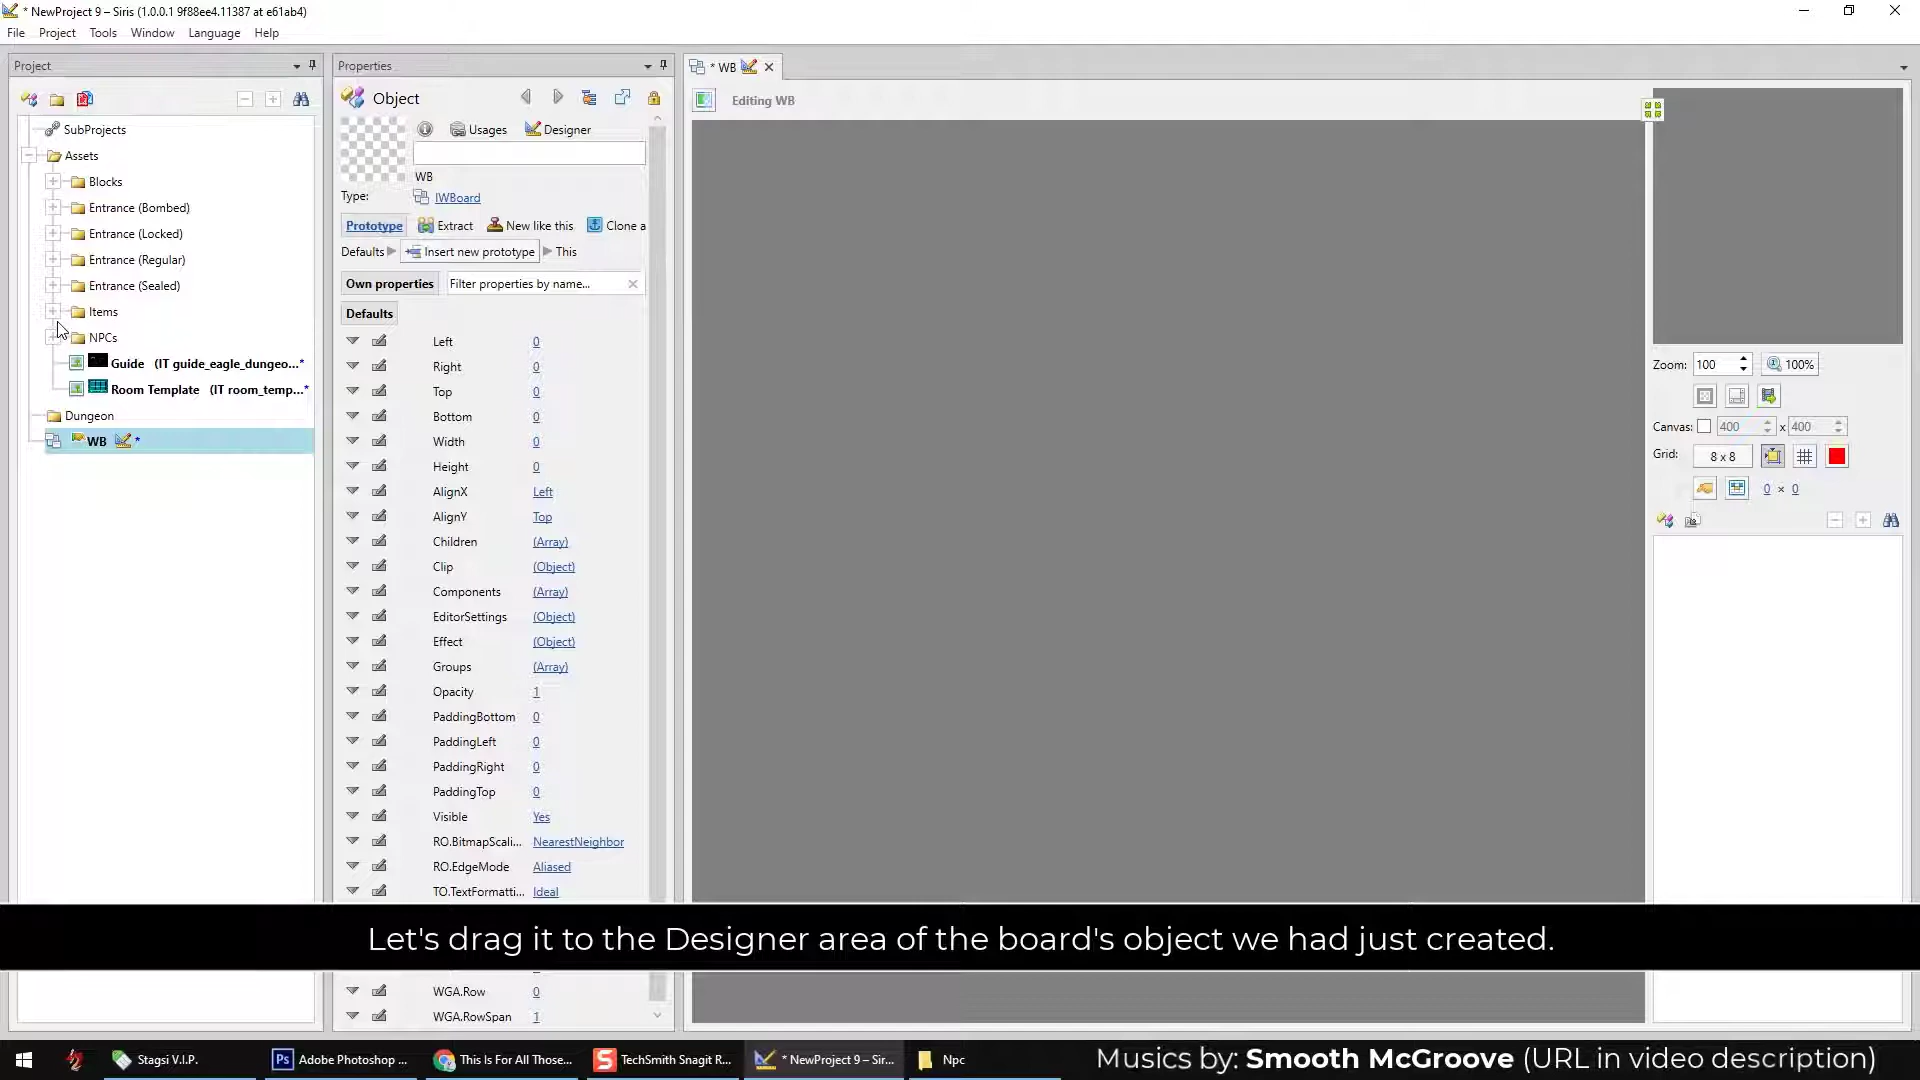 * NewProject 9 – Siris (1.0.0.1 9f88ee4.11387 at e61ab4)
File Project Tools Window Language Help
Project
SubProjects
Assets
Blocks
Entrance (Bombed)
Entrance (Locked)
Entrance (Regular)
Entrance (Sealed)
Items
NPCs
Guide (IT guide_eagle_dungeo...*
Room Template (IT room_temp...*
Dungeon
WB *
Properties
Object
Usages Designer
WB
Type: IWBoard
Prototype Extract New like this Clone a
Defaults Insert new prototype This
Own properties Filter properties by name...
Defaults
Left 0
Right 0
Top 0
Bottom 0
Width 0
Height 0
AlignX Left
AlignY Top
Children (Array)
Clip (Object)
Components (Array)
EditorSettings (Object)
Effect (Object)
Groups (Array)
Opacity 1
PaddingBottom 0
PaddingLeft 0
PaddingRight 0
PaddingTop 0
Visible Yes
RO.BitmapScali... NearestNeighbor
RO.EdgeMode Aliased
TO.TextFormatti... Ideal
WGA.Row 0
WGA.RowSpan 1
* WB
Editing WB
Zoom: 100 100%
Canvas: 400 x 400
Grid: 8 x 8
0 × 0
Let's drag it to the Designer area of the board's object we had just created.
Stagsi V.I.P. Adobe Photoshop ... This Is For All Those... TechSmith Snagit R... * NewProject 9 – Sir... Npc
Musics by: Smooth McGroove (URL in video description)